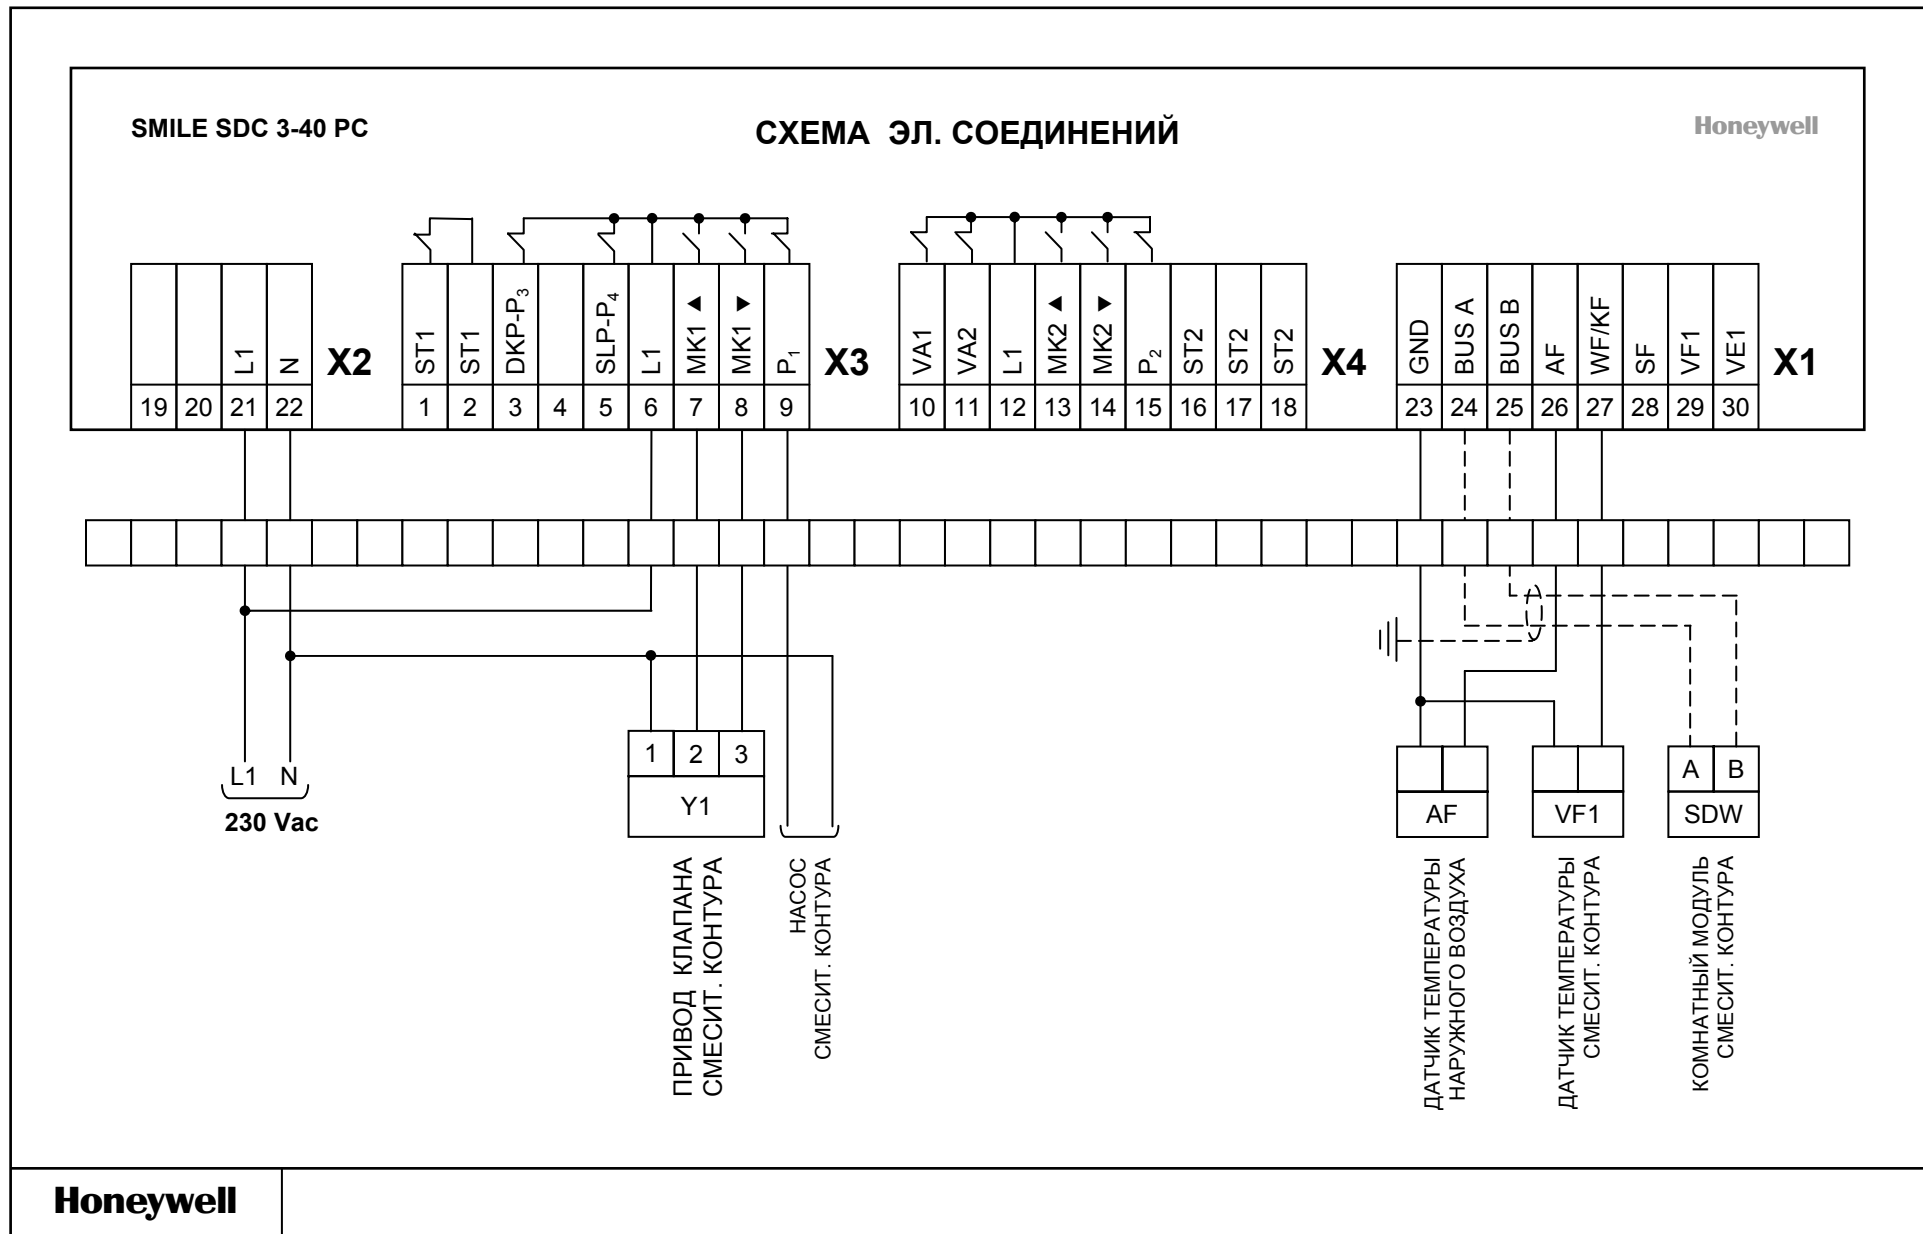 SMILE SDC 3-40 PC
СХЕМА ЭЛ. СОЕДИНЕНИЙ
Honeywell
L1
N
X2
19 20 21 22
ST1
ST1
DKP-P3
SLP-P4
L1
MK1 ▲
MK1 ▼
P1
X3
1 2 3 4 5 6 7 8 9
VA1
VA2
L1
MK2 ▲
MK2 ▼
P2
ST2
ST2
ST2
X4
10 11 12 13 14 15 16 17 18
GND
BUS A
BUS B
AF
WF/KF
SF
VF1
VE1
X1
23 24 25 26 27 28 29 30
L1 N
230 Vac
1 2 3
Y1
ПРИВОД КЛАПАНА
СМЕСИТ. КОНТУРА
НАСОС
СМЕСИТ. КОНТУРА
AF
ДАТЧИК ТЕМПЕРАТУРЫ
НАРУЖНОГО ВОЗДУХА
VF1
ДАТЧИК ТЕМПЕРАТУРЫ
СМЕСИТ. КОНТУРА
A B
SDW
КОМНАТНЫЙ МОДУЛЬ
СМЕСИТ. КОНТУРА
Honeywell